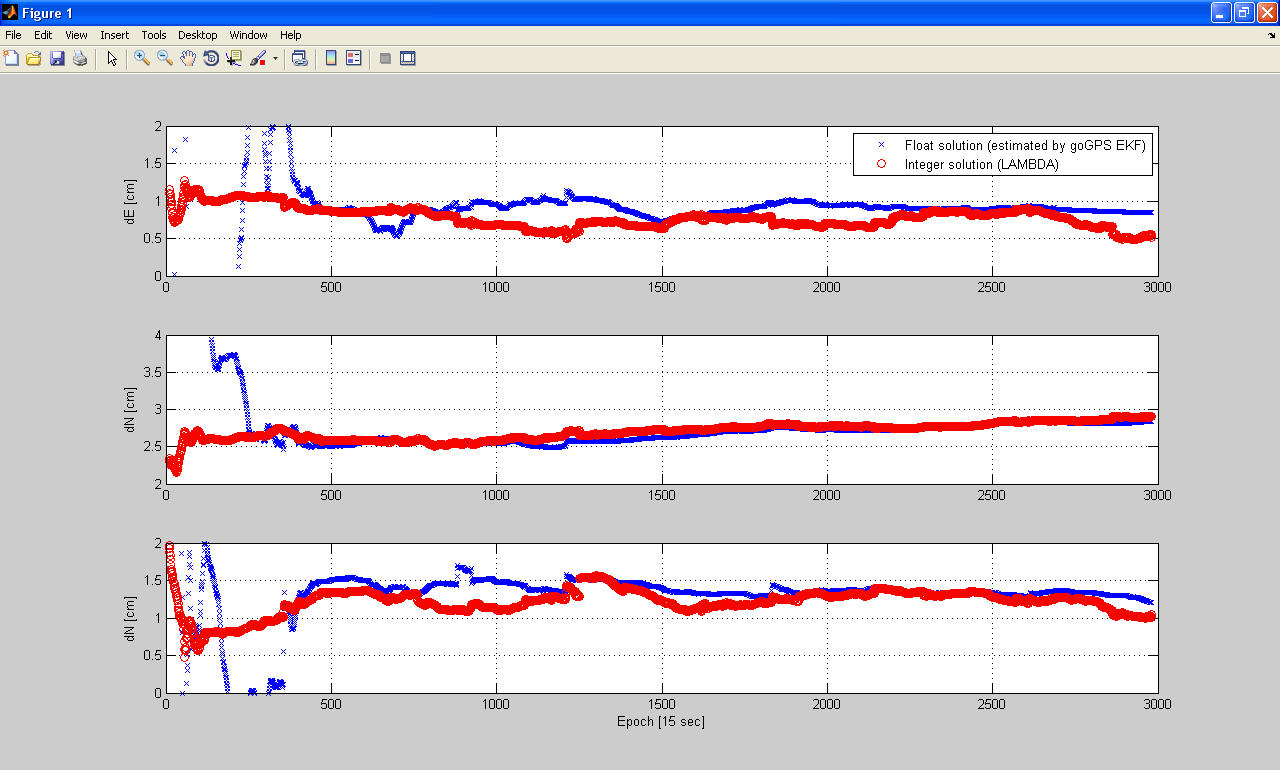 Figure 1
File Edit View Insert Tools Desktop Window Help
2
1.5
1
0.5
0
dE [cm]
Float solution (estimated by goGPS EKF)
Integer solution (LAMBDA)
0 500 1000 1500 2000 2500 3000
4
3.5
3
2.5
2
dN [cm]
0 500 1000 1500 2000 2500 3000
2
1.5
1
0.5
0
dN [cm]
0 500 1000 1500 2000 2500 3000
Epoch [15 sec]